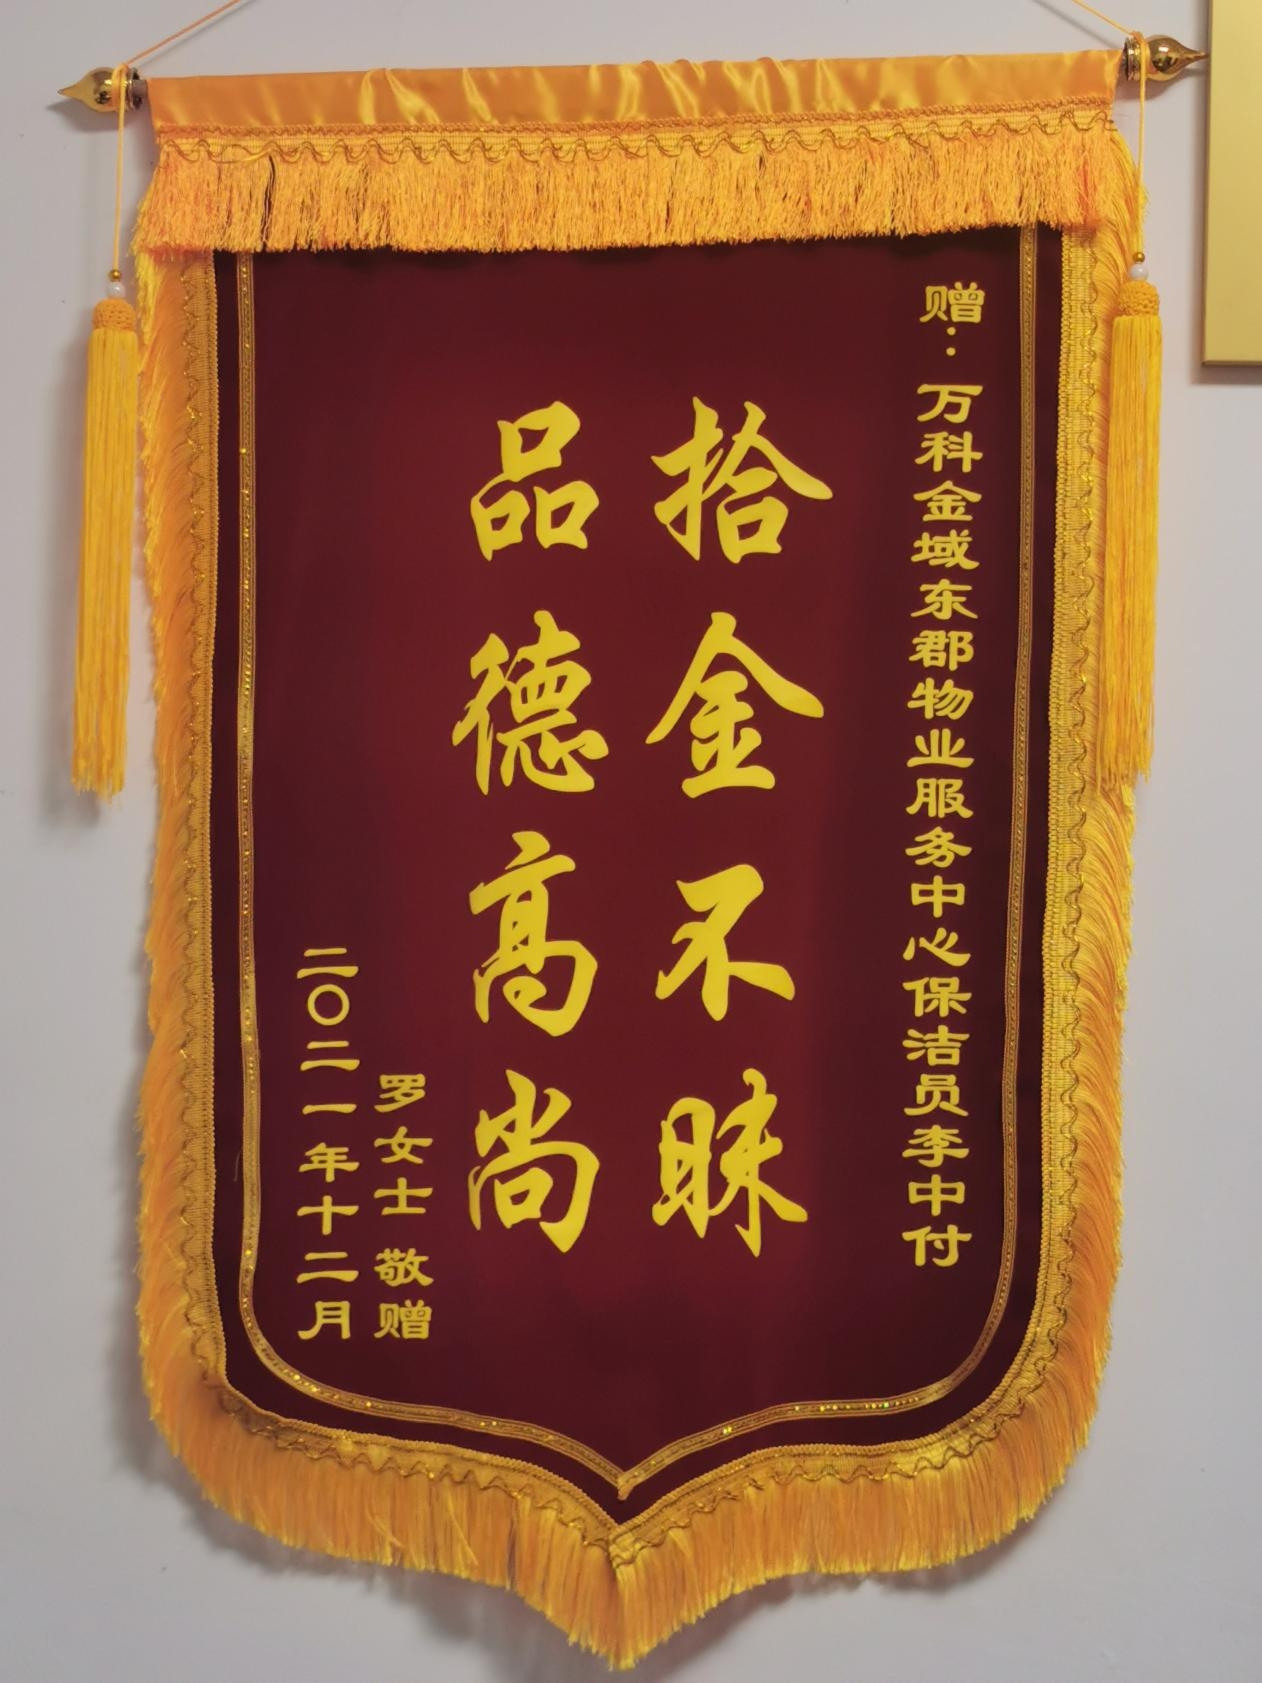 赠：万科金域东郡物业服务中心保洁员李中付
拾金不昧
品德高尚
罗女士 敬赠
二〇二一年十二月